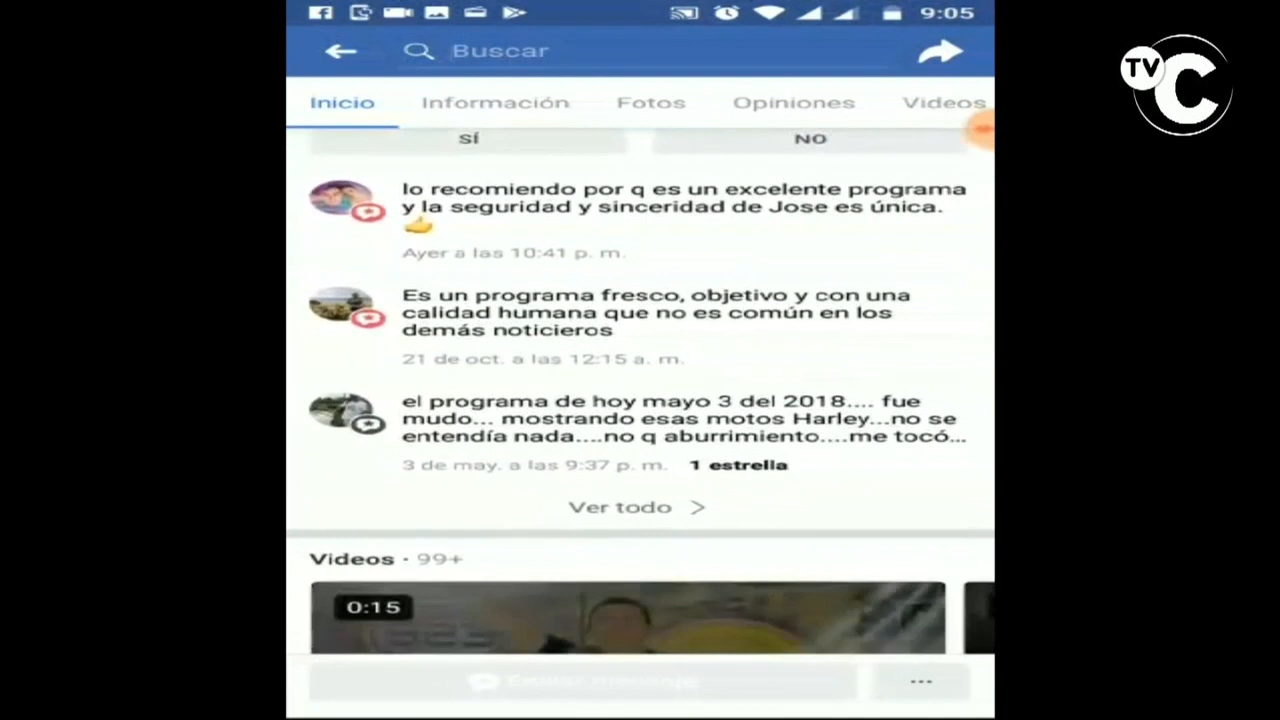 9:05
Buscar
TV C
Inicio Información Fotos Opiniones Videos
SÍ NO
lo recomiendo por q es un excelente programa
y la seguridad y sinceridad de Jose es única.
👍
Ayer a las 10:41 p. m.
Es un programa fresco, objetivo y con una
calidad humana que no es común en los
demás noticieros
21 de oct. a las 12:15 a. m.
el programa de hoy mayo 3 del 2018.... fue
mudo... mostrando esas motos Harley...no se
entendía nada....no q aburrimiento....me tocó...
3 de may. a las 9:37 p. m. 1 estrella
Ver todo >
Videos · 99+
0:15
...